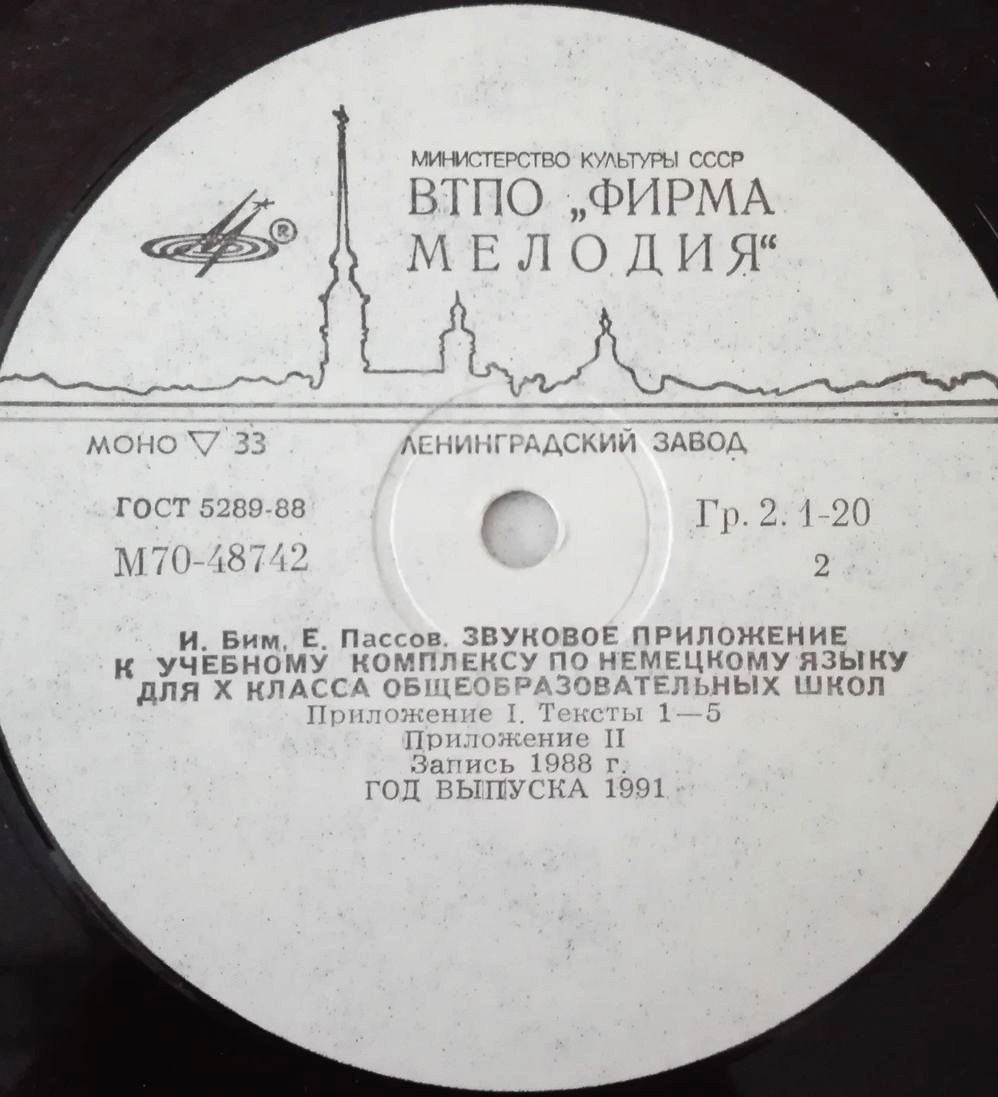 МИНИСТЕРСТВО КУЛЬТУРЫ СССР
ВТПО „ФИРМА
МЕЛОДИЯ“
®
МОНО ▽ 33
ЛЕНИНГРАДСКИЙ ЗАВОД
ГОСТ 5289-88
Гр. 2. 1-20
М70-48742
2
И. Бим, Е. Пассов. ЗВУКОВОЕ ПРИЛОЖЕНИЕ
К УЧЕБНОМУ КОМПЛЕКСУ ПО НЕМЕЦКОМУ ЯЗЫКУ
ДЛЯ X КЛАССА ОБЩЕОБРАЗОВАТЕЛЬНЫХ ШКОЛ
Приложение I. Тексты 1—5
Приложение II
Запись 1988 г.
ГОД ВЫПУСКА 1991